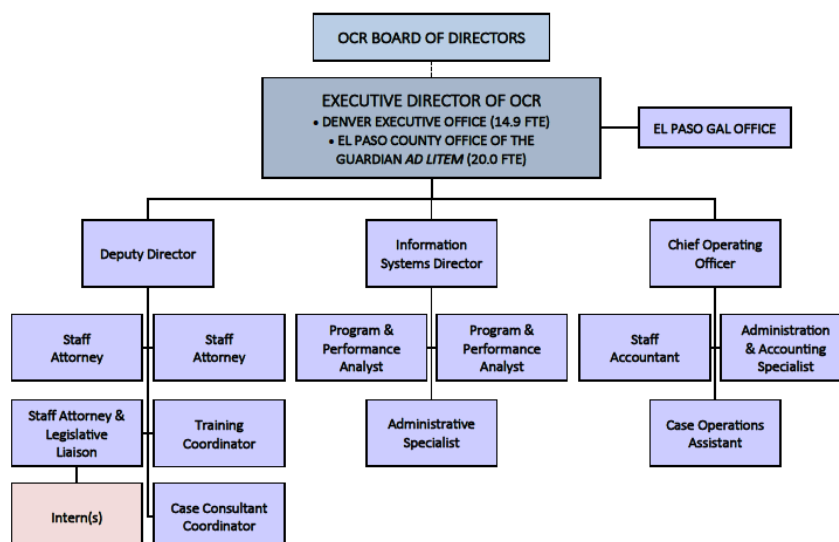 OCR BOARD OF DIRECTORS
EXECUTIVE DIRECTOR OF OCR
• DENVER EXECUTIVE OFFICE (14.9 FTE)
• EL PASO COUNTY OFFICE OF THE
GUARDIAN AD LITEM (20.0 FTE)
EL PASO GAL OFFICE
Deputy Director
Information
Systems Director
Chief Operating
Officer
Staff
Attorney
Staff
Attorney
Program &
Performance
Analyst
Program &
Performance
Analyst
Staff
Accountant
Administration
& Accounting
Specialist
Staff Attorney &
Legislative
Liaison
Training
Coordinator
Administrative
Specialist
Case Operations
Assistant
Intern(s)
Case Consultant
Coordinator